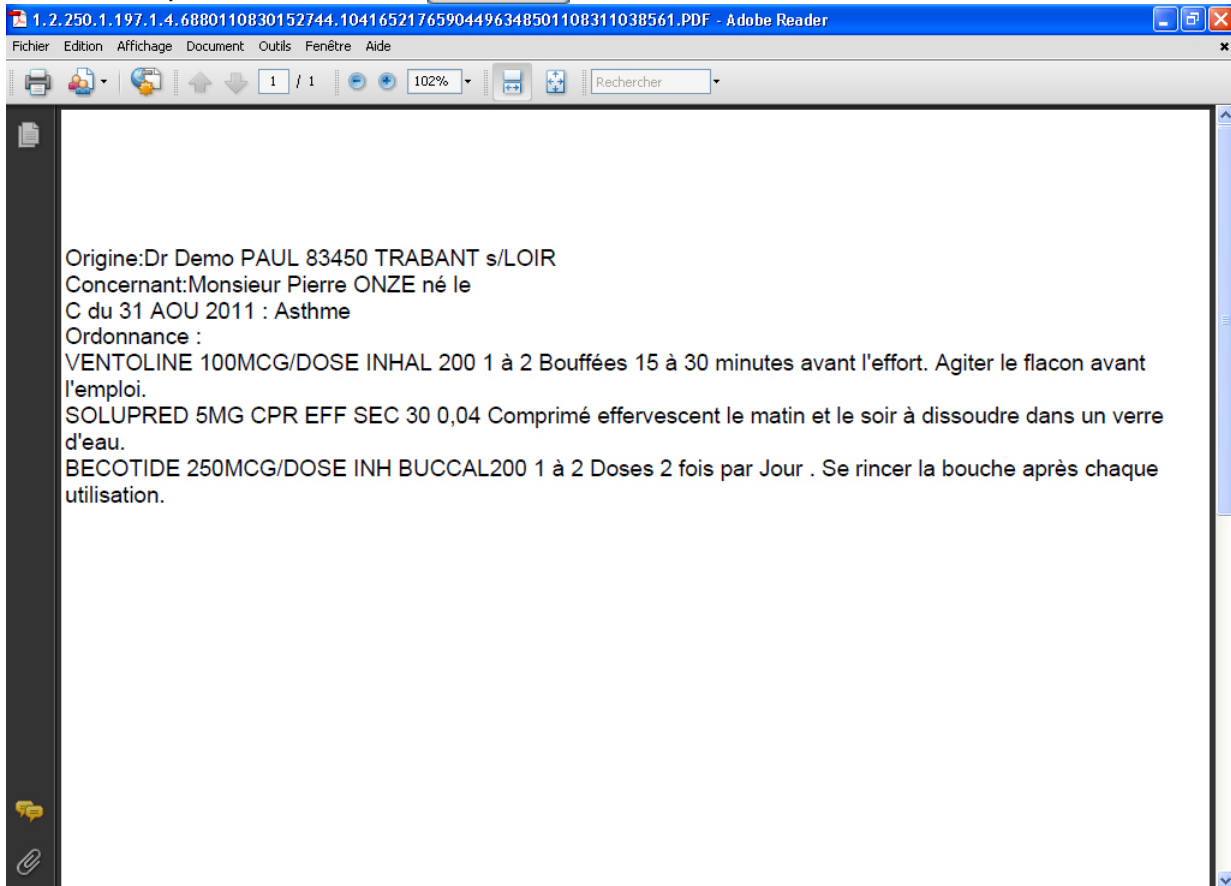 1.2.250.1.197.1.4.6880110830152744.10416521765904496348501108311038561.PDF - Adobe Reader
Fichier Edition Affichage Document Outils Fenêtre Aide
1 / 1 102% Rechercher
Origine:Dr Demo PAUL 83450 TRABANT s/LOIR
Concernant:Monsieur Pierre ONZE né le
C du 31 AOU 2011 : Asthme
Ordonnance :
VENTOLINE 100MCG/DOSE INHAL 200 1 à 2 Bouffées 15 à 30 minutes avant l'effort. Agiter le flacon avant
l'emploi.
SOLUPRED 5MG CPR EFF SEC 30 0,04 Comprimé effervescent le matin et le soir à dissoudre dans un verre
d'eau.
BECOTIDE 250MCG/DOSE INH BUCCAL200 1 à 2 Doses 2 fois par Jour . Se rincer la bouche après chaque
utilisation.